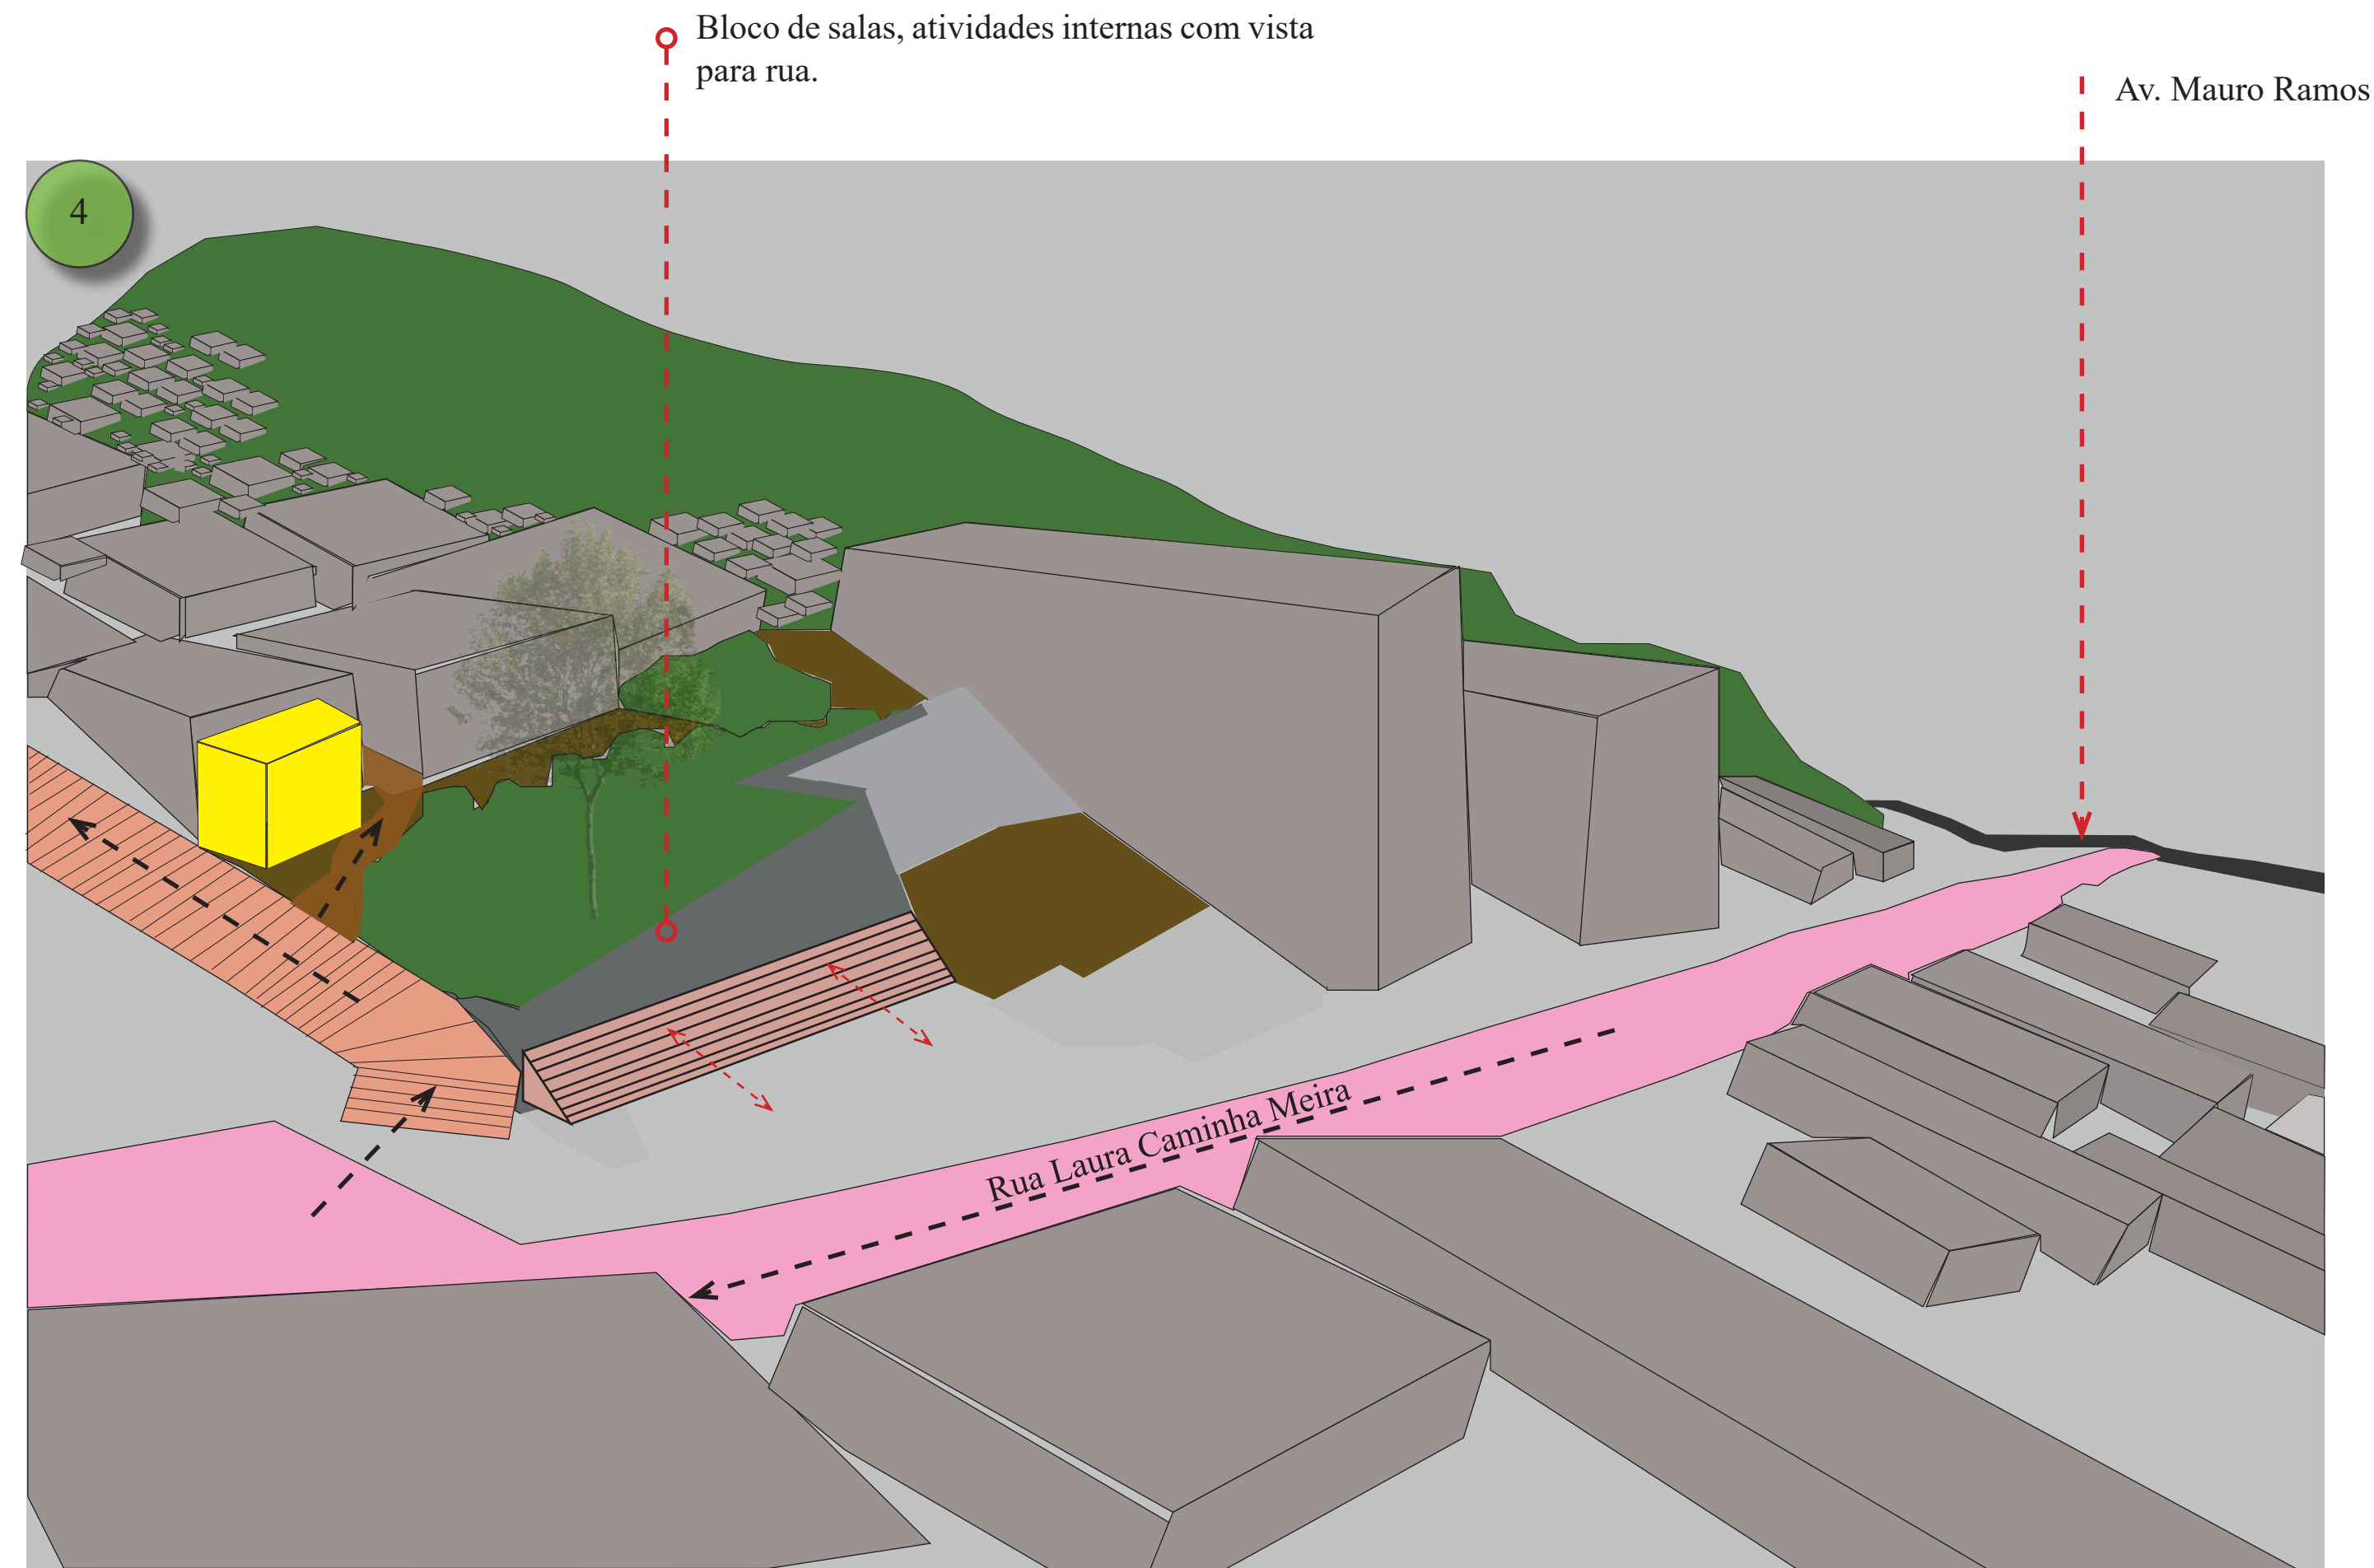 Bloco de salas, atividades internas com vista
para rua.
Av. Mauro Ramos
4
Rua Laura Caminha Meira